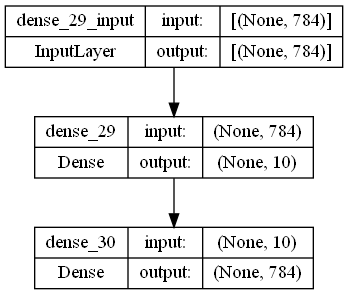 dense_29_input input: [(None, 784)]
InputLayer output: [(None, 784)]
dense_29 input: (None, 784)
Dense output: (None, 10)
dense_30 input: (None, 10)
Dense output: (None, 784)